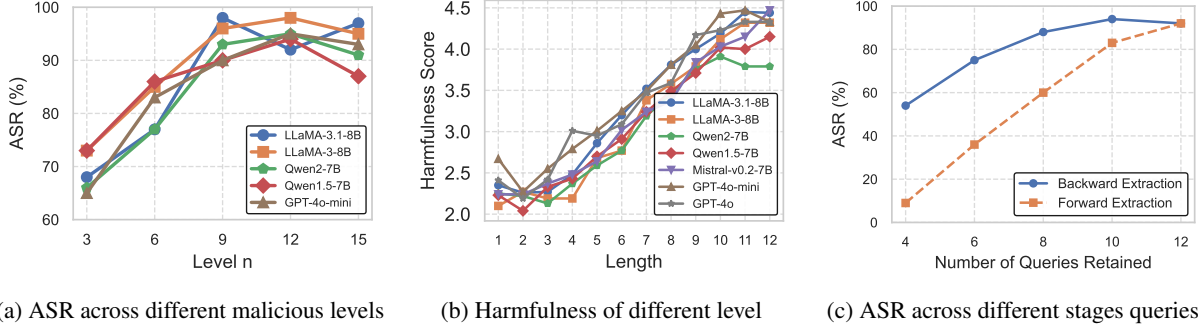 100
90
80
70
60
ASR (%)
3 6 9 12 15
Level n
LLaMA-3.1-8B
LLaMA-3-8B
Qwen2-7B
Qwen1.5-7B
GPT-4o-mini
(a) ASR across different malicious levels
4.5
4.0
3.5
3.0
2.5
2.0
Harmfulness Score
1 2 3 4 5 6 7 8 9 10 11 12
Length
LLaMA-3.1-8B
LLaMA-3-8B
Qwen2-7B
Qwen1.5-7B
Mistral-v0.2-7B
GPT-4o-mini
GPT-4o
(b) Harmfulness of different level
100
80
60
40
20
0
ASR (%)
4 6 8 10 12
Number of Queries Retained
Backward Extraction
Forward Extraction
(c) ASR across different stages queries